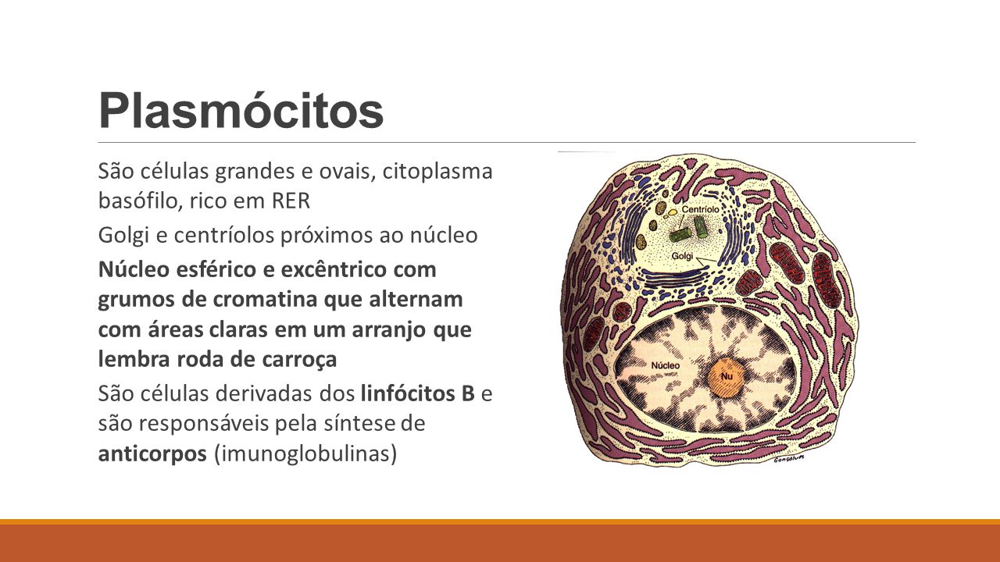 Plasmócitos
São células grandes e ovais, citoplasma
basófilo, rico em RER
Golgi e centríolos próximos ao núcleo
Núcleo esférico e excêntrico com
grumos de cromatina que alternam
com áreas claras em um arranjo que
lembra roda de carroça
São células derivadas dos linfócitos B e
são responsáveis pela síntese de
anticorpos (imunoglobulinas)
Centríolo
Golgi
Núcleo
Nu